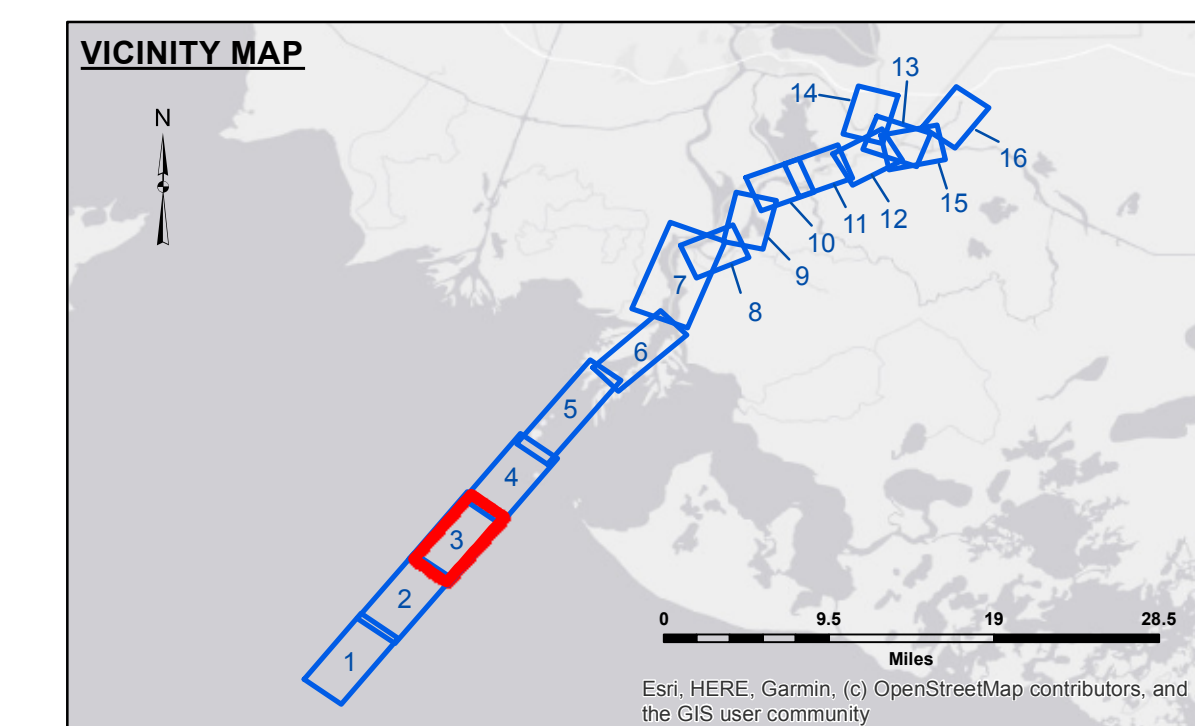 VICINITY MAP
N
13
14
16
15
12
11
10
9
8
7
6
5
4
3
2
1
0 9.5 19 28.5
Miles
Esri, HERE, Garmin, (c) OpenStreetMap contributors, and
the GIS user community